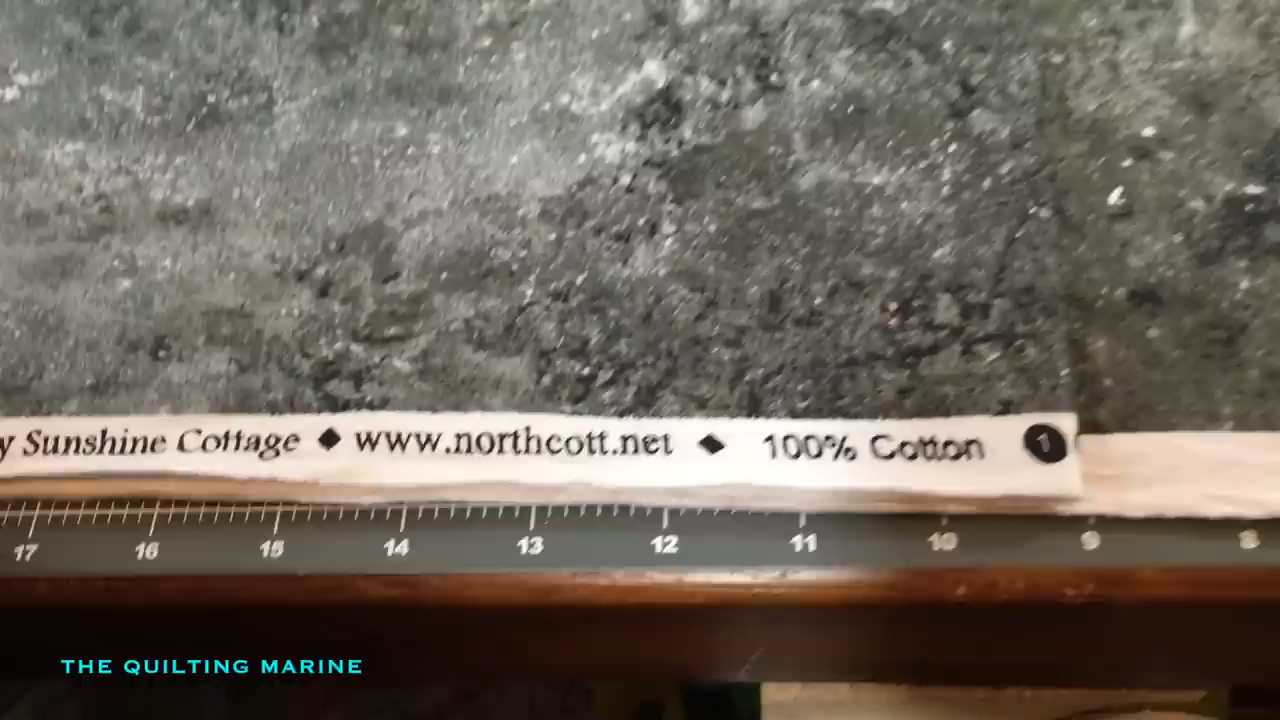 y Sunshine Cottage ◆ www.northcott.net ◆ 100% Cotton 1
17 16 15 14 13 12 11 10 9 8
THE QUILTING MARINE